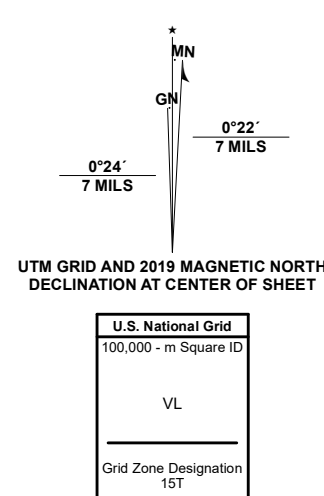 ★
MN
GN
0°22´
7 MILS
0°24´
7 MILS
UTM GRID AND 2019 MAGNETIC NORTH
DECLINATION AT CENTER OF SHEET
U.S. National Grid
100,000 - m Square ID
VL
Grid Zone Designation
15T